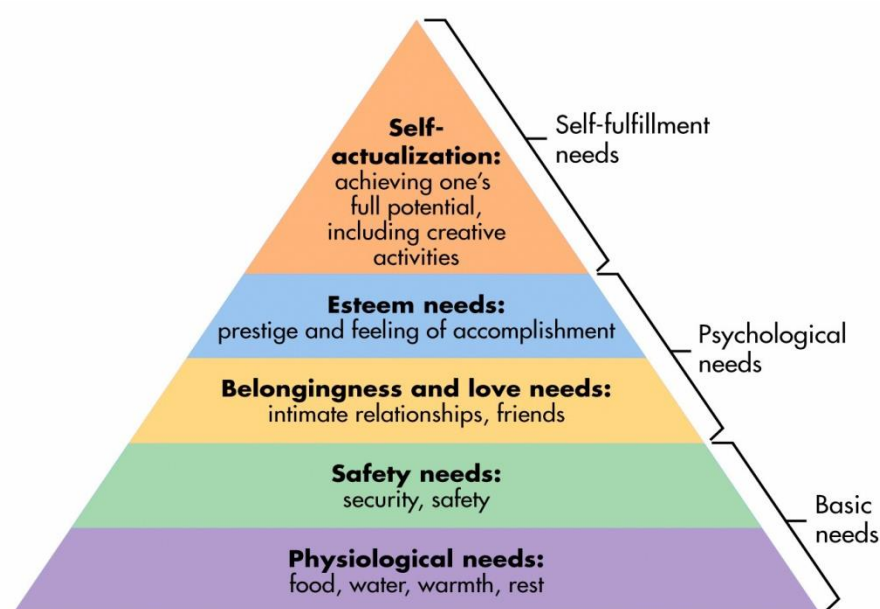 Self-
actualization:
achieving one's
full potential,
including creative
activities
Self-fulfillment
needs
Esteem needs:
prestige and feeling of accomplishment
Psychological
needs
Belongingness and love needs:
intimate relationships, friends
Safety needs:
security, safety
Basic
needs
Physiological needs:
food, water, warmth, rest